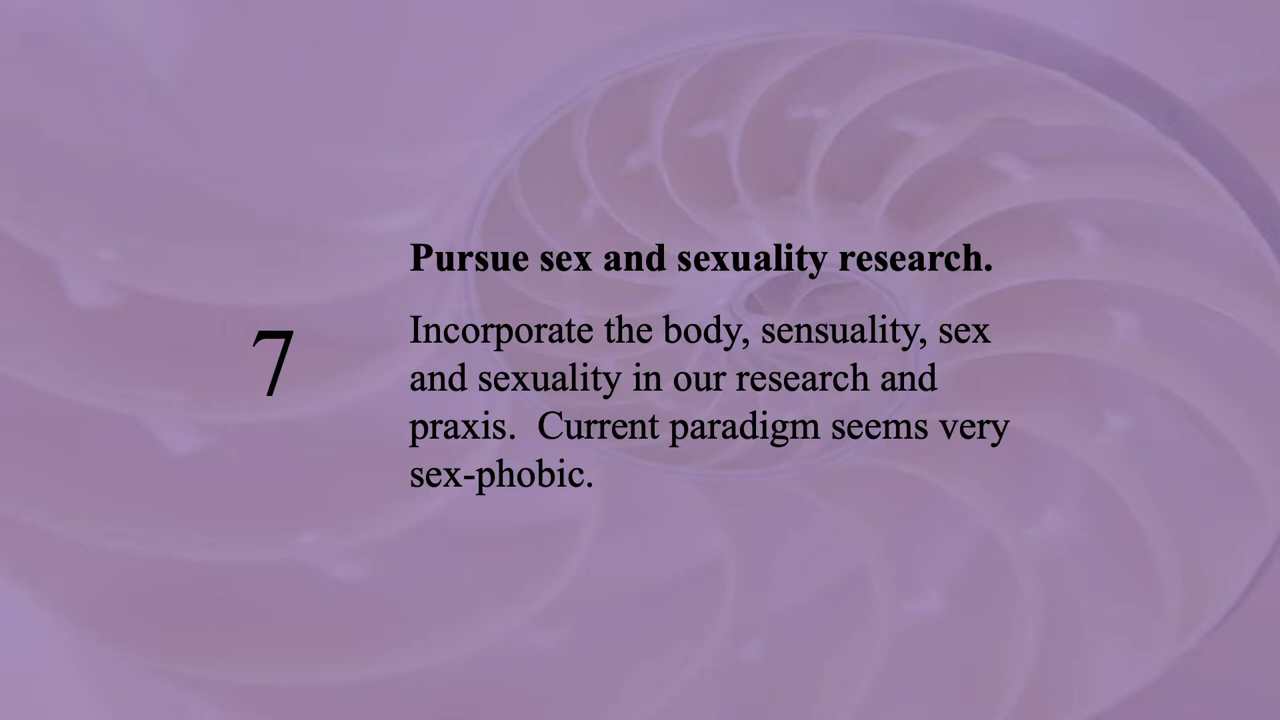 Pursue sex and sexuality research.
7
Incorporate the body, sensuality, sex
and sexuality in our research and
praxis.  Current paradigm seems very
sex-phobic.